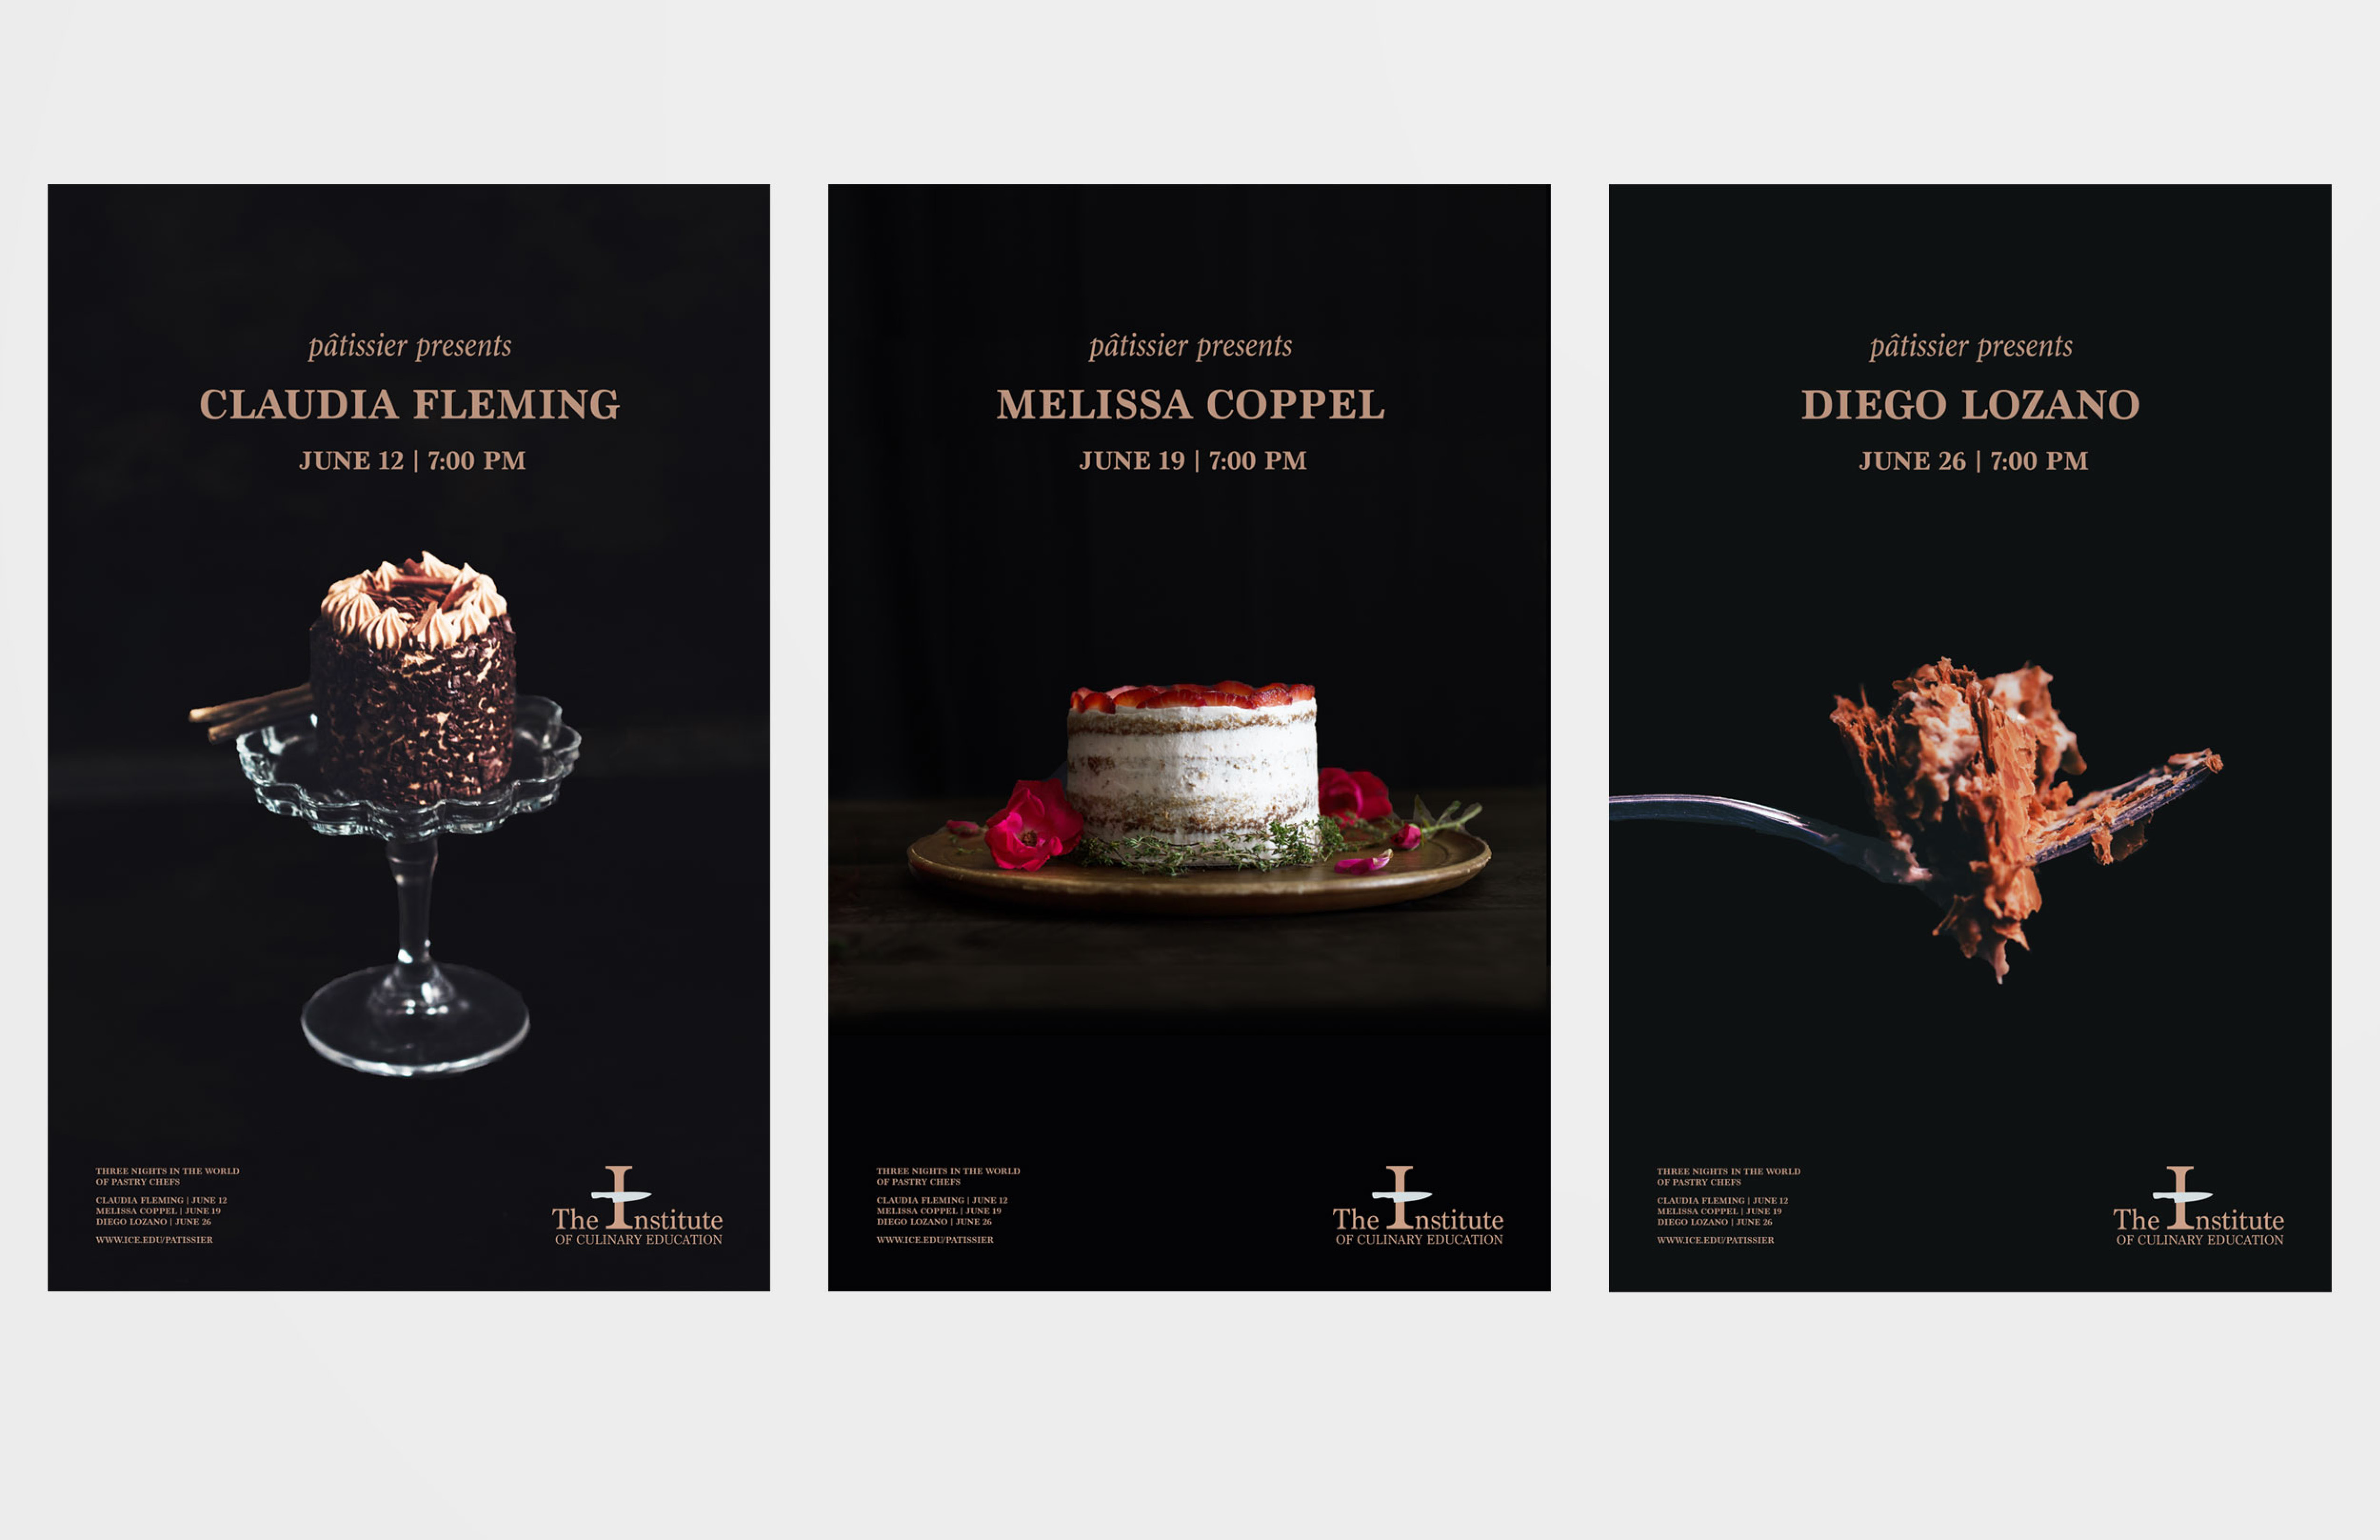 pâtissier presents
CLAUDIA FLEMING
JUNE 12 | 7:00 PM
THREE NIGHTS IN THE WORLD
OF PASTRY CHEFS
CLAUDIA FLEMING | JUNE 12
MELISSA COPPEL | JUNE 19
DIEGO LOZANO | JUNE 26
WWW.ICE.EDU/PATISSIER
The Institute
OF CULINARY EDUCATION
pâtissier presents
MELISSA COPPEL
JUNE 19 | 7:00 PM
THREE NIGHTS IN THE WORLD
OF PASTRY CHEFS
CLAUDIA FLEMING | JUNE 12
MELISSA COPPEL | JUNE 19
DIEGO LOZANO | JUNE 26
WWW.ICE.EDU/PATISSIER
The Institute
OF CULINARY EDUCATION
pâtissier presents
DIEGO LOZANO
JUNE 26 | 7:00 PM
THREE NIGHTS IN THE WORLD
OF PASTRY CHEFS
CLAUDIA FLEMING | JUNE 12
MELISSA COPPEL | JUNE 19
DIEGO LOZANO | JUNE 26
WWW.ICE.EDU/PATISSIER
The Institute
OF CULINARY EDUCATION